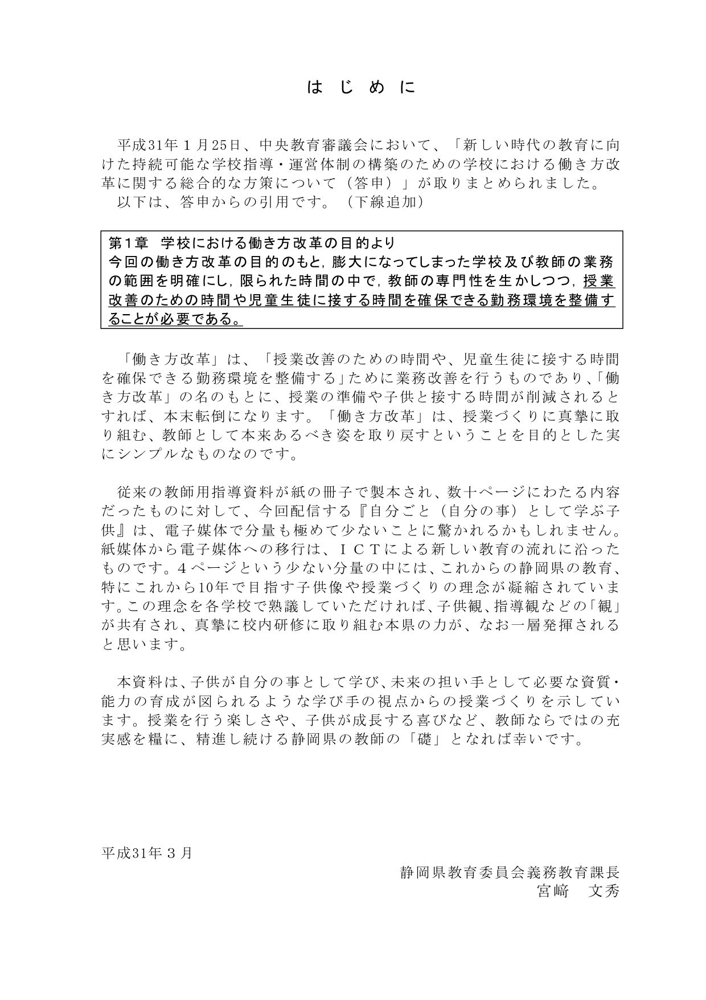 はじめに
平成31年１月25日、中央教育審議会において、「新しい時代の教育に向
けた持続可能な学校指導・運営体制の構築のための学校における働き方改
革に関する総合的な方策について（答申）」が取りまとめられました。
以下は、答申からの引用です。（下線追加）
第１章　学校における働き方改革の目的より
今回の働き方改革の目的のもと，膨大になってしまった学校及び教師の業務
の範囲を明確にし，限られた時間の中で，教師の専門性を生かしつつ，授業
改善のための時間や児童生徒に接する時間を確保できる勤務環境を整備す
ることが必要である。
「働き方改革」は、「授業改善のための時間や、児童生徒に接する時間
を確保できる勤務環境を整備する」ために業務改善を行うものであり、「働
き方改革」の名のもとに、授業の準備や子供と接する時間が削減されると
すれば、本末転倒になります。「働き方改革」は、授業づくりに真摯に取
り組む、教師として本来あるべき姿を取り戻すということを目的とした実
にシンプルなものなのです。
従来の教師用指導資料が紙の冊子で製本され、数十ページにわたる内容
だったものに対して、今回配信する『自分ごと（自分の事）として学ぶ子
供』は、電子媒体で分量も極めて少ないことに驚かれるかもしれません。
紙媒体から電子媒体への移行は、ＩＣＴによる新しい教育の流れに沿った
ものです。４ページという少ない分量の中には、これからの静岡県の教育、
特にこれから10年で目指す子供像や授業づくりの理念が凝縮されていま
す。この理念を各学校で熟議していただければ、子供観、指導観などの「観」
が共有され、真摯に校内研修に取り組む本県の力が、なお一層発揮される
と思います。
本資料は、子供が自分の事として学び、未来の担い手として必要な資質・
能力の育成が図られるような学び手の視点からの授業づくりを示してい
ます。授業を行う楽しさや、子供が成長する喜びなど、教師ならではの充
実感を糧に、精進し続ける静岡県の教師の「礎」となれば幸いです。
平成31年３月
静岡県教育委員会義務教育課長
宮﨑　文秀